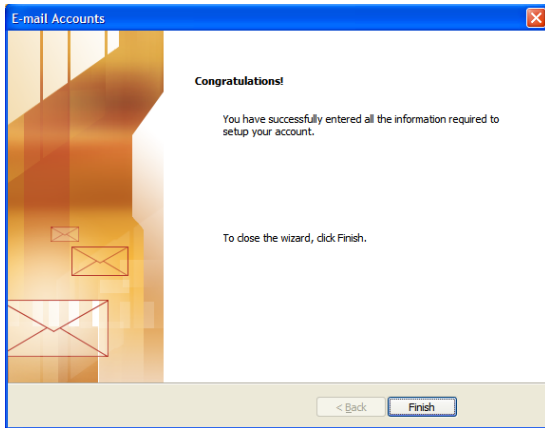 E-mail Accounts
Congratulations!
You have successfully entered all the information required to
setup your account.
To close the wizard, click Finish.
< Back
Finish